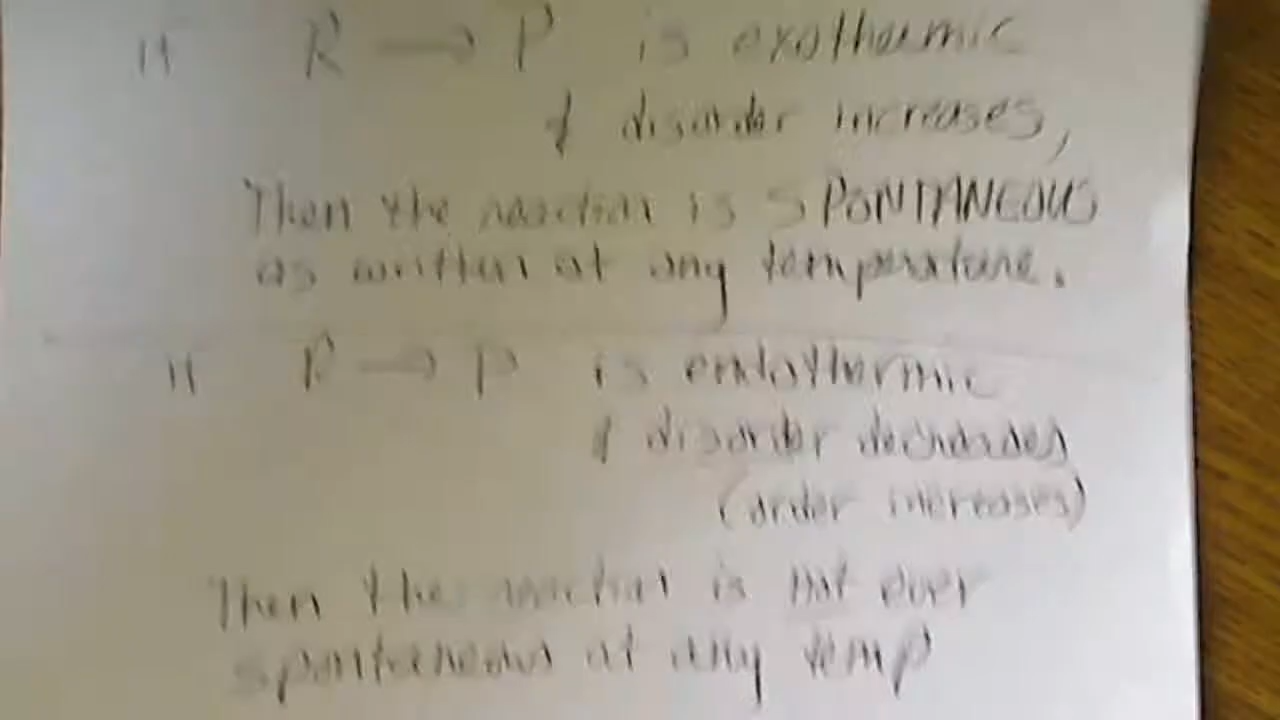 If R → P is exothermic
& disorder increases,
Then the reaction is SPONTANEOUS
as written at any temperature.
If R → P is endothermic
& disorder decreases
(order increases)
Then the reaction is not ever
spontaneous at any temp